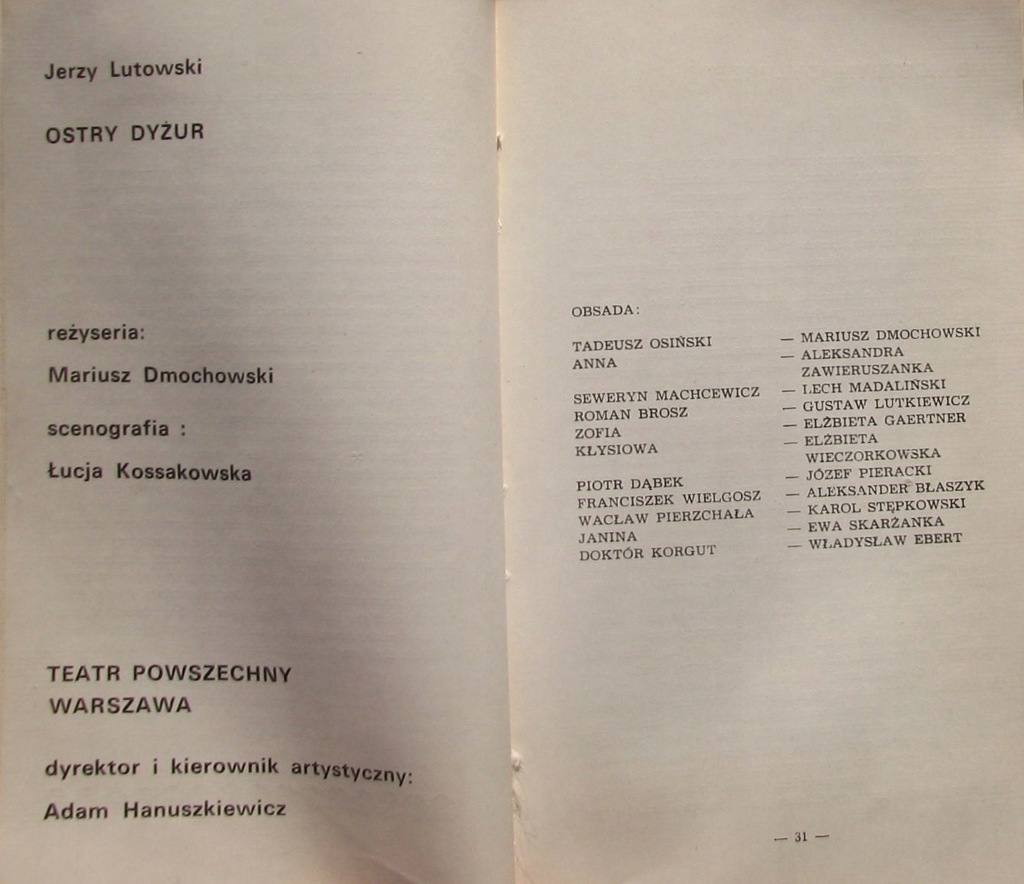 Jerzy Lutowski
OSTRY DYŻUR
reżyseria:
Mariusz Dmochowski
scenografia :
Łucja Kossakowska
TEATR POWSZECHNY
WARSZAWA
dyrektor i kierownik artystyczny:
Adam Hanuszkiewicz
OBSADA:
TADEUSZ OSIŃSKI — MARIUSZ DMOCHOWSKI
ANNA — ALEKSANDRA
ZAWIERUSZANKA
SEWERYN MACHCEWICZ — LECH MADALIŃSKI
ROMAN BROSZ — GUSTAW LUTKIEWICZ
ZOFIA — ELŻBIETA GAERTNER
KŁYSIOWA — ELŻBIETA
WIECZORKOWSKA
PIOTR DĄBEK — JÓZEF PIERACKI
FRANCISZEK WIELGOSZ — ALEKSANDER BŁASZYK
WACŁAW PIERZCHAŁA — KAROL STĘPKOWSKI
JANINA — EWA SKARŻANKA
DOKTÓR KORGUT — WŁADYSŁAW EBERT
— 31 —